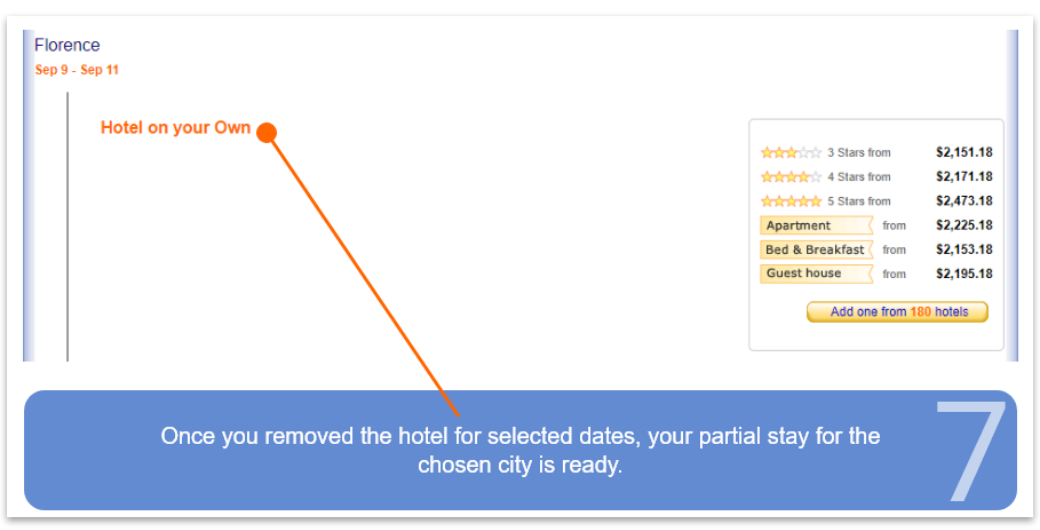 Florence
Sep 9 - Sep 11
Hotel on your Own
3 Stars from $2,151.18
4 Stars from $2,171.18
5 Stars from $2,473.18
Apartment from $2,225.18
Bed & Breakfast from $2,153.18
Guest house from $2,195.18
Add one from 180 hotels
Once you removed the hotel for selected dates, your partial stay for the
chosen city is ready.
7